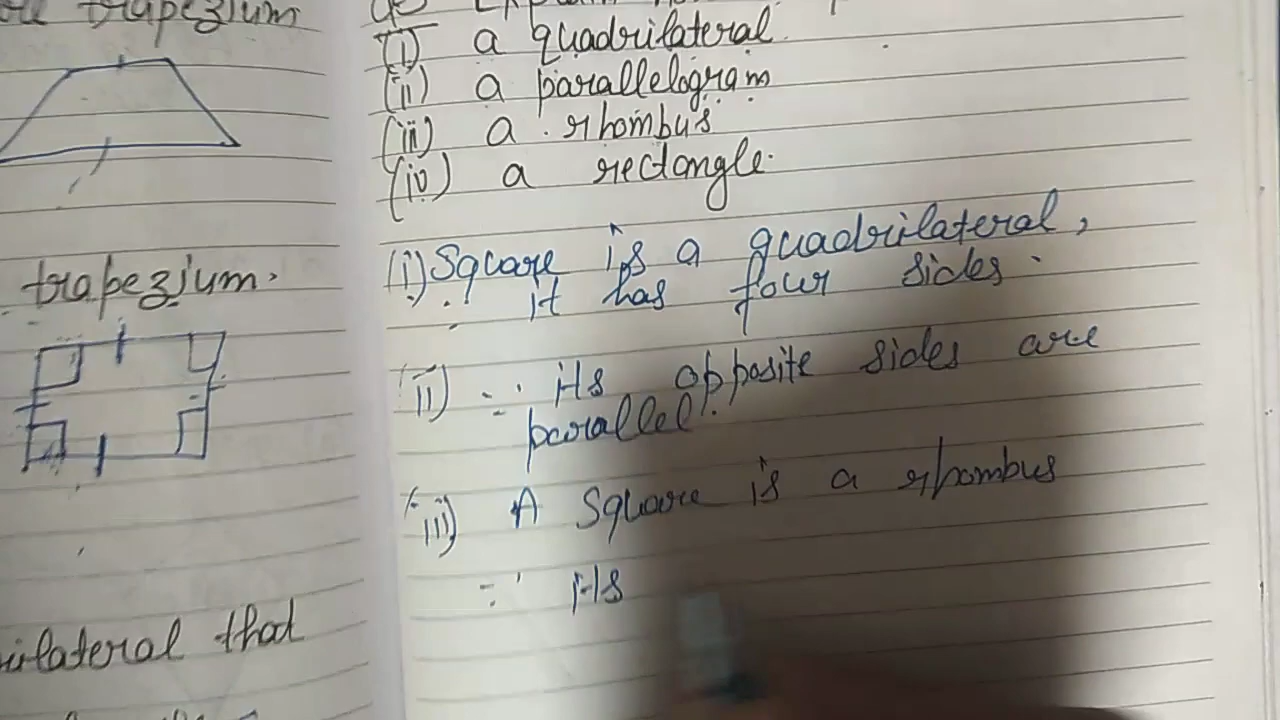 trapezium
trapezium.
ilateral that
Explain
(i) a quadrilateral.
(ii) a parallelogram
(iii) a rhombus
(iv) a rectangle.
(i) Square is a quadrilateral,
∵ it has four sides.
(ii) ∵ its opposite sides are
parallel.
(iii) A Square is a rhombus
∵ its